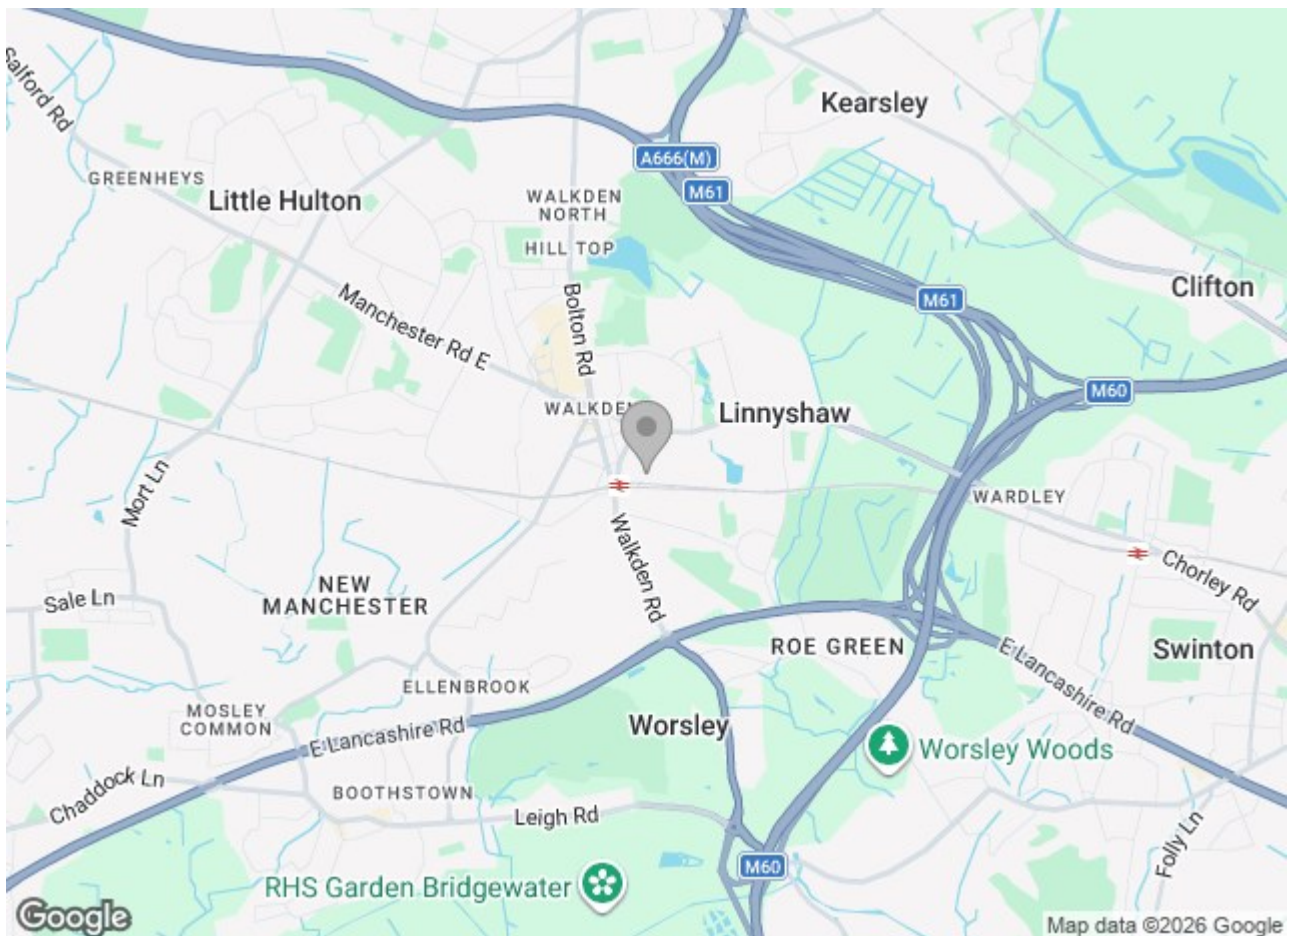 Salford Rd
Kearsley
A666(M)
M61
GREENHEYS
Little Hulton
WALKDEN
NORTH
HILL TOP
Manchester Rd E
Bolton Rd
M61
Clifton
M60
WALKDEN
Linnyshaw
Mort Ln
WARDLEY
Walkden Rd
Chorley Rd
NEW
MANCHESTER
Sale Ln
ROE GREEN
E Lancashire Rd
Swinton
ELLENBROOK
MOSLEY
COMMON
E Lancashire Rd
Worsley
Worsley Woods
Chaddock Ln
BOOTHSTOWN
Leigh Rd
Folly Ln
M60
RHS Garden Bridgewater
Google
Map data ©2026 Google